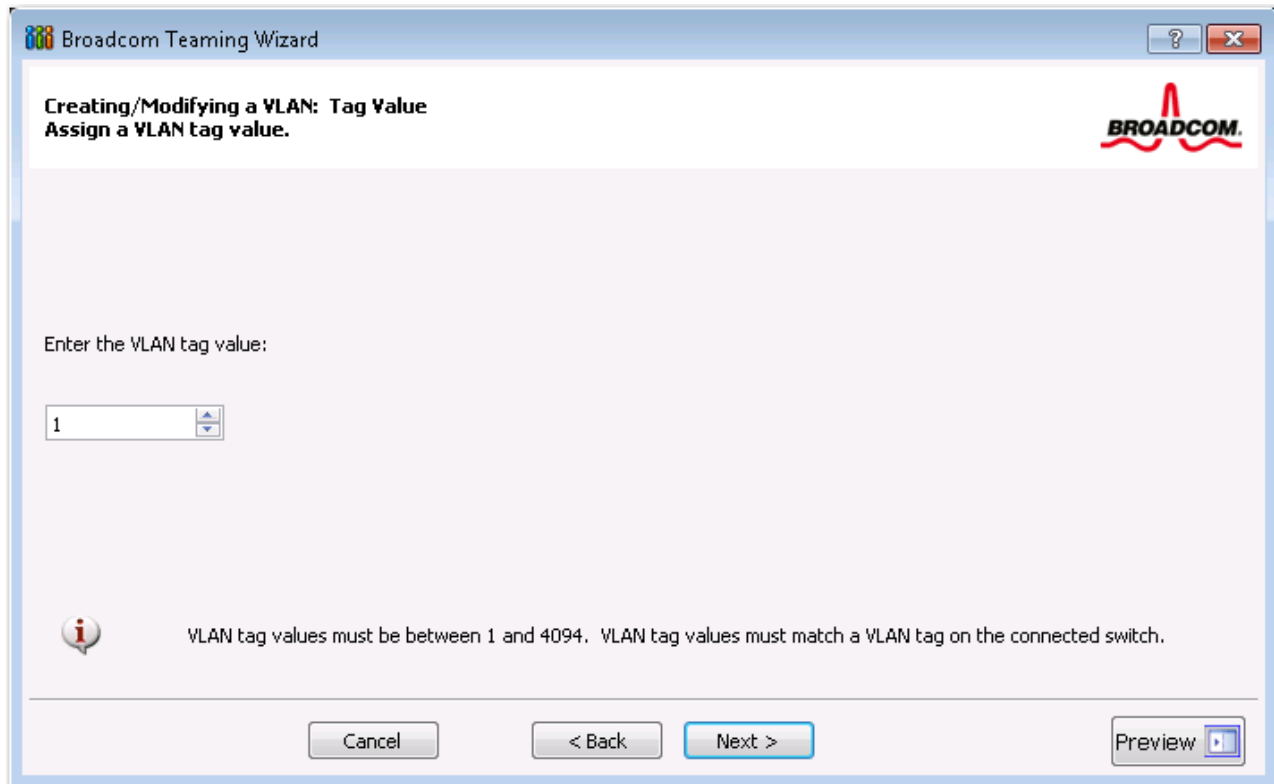 Broadcom Teaming Wizard
Creating/Modifying a VLAN: Tag Value
Assign a VLAN tag value.
BROADCOM.
Enter the VLAN tag value:
1
VLAN tag values must be between 1 and 4094. VLAN tag values must match a VLAN tag on the connected switch.
Cancel
< Back
Next >
Preview